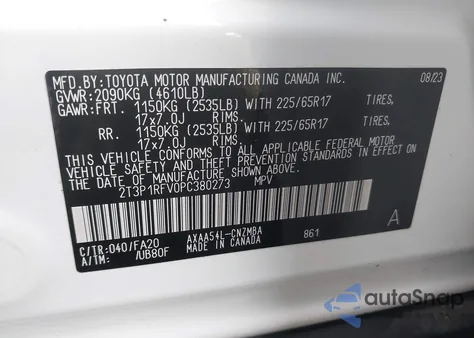 MFD.BY:TOYOTA MOTOR MANUFACTURING CANADA INC. 08/23
GVWR:2090KG (4610LB)
GAWR:FRT. 1150KG (2535LB) WITH 225/65R17 TIRES,
17x7.0J RIMS.
RR. 1150KG (2535LB) WITH 225/65R17 TIRES,
17x7.0J RIMS.
THIS VEHICLE CONFORMS TO ALL APPLICABLE FEDERAL MOTOR
VEHICLE SAFETY AND THEFT PREVENTION STANDARDS IN
EFFECT ON THE DATE OF MANUFACTURE SHOWN ABOVE.
2T3P1RFV0PC380273 MPV
C/TR:040/FA20 AXAA54L-CNZMBA 861 A
A/TM: /UB80F MADE IN CANADA
autoSnap